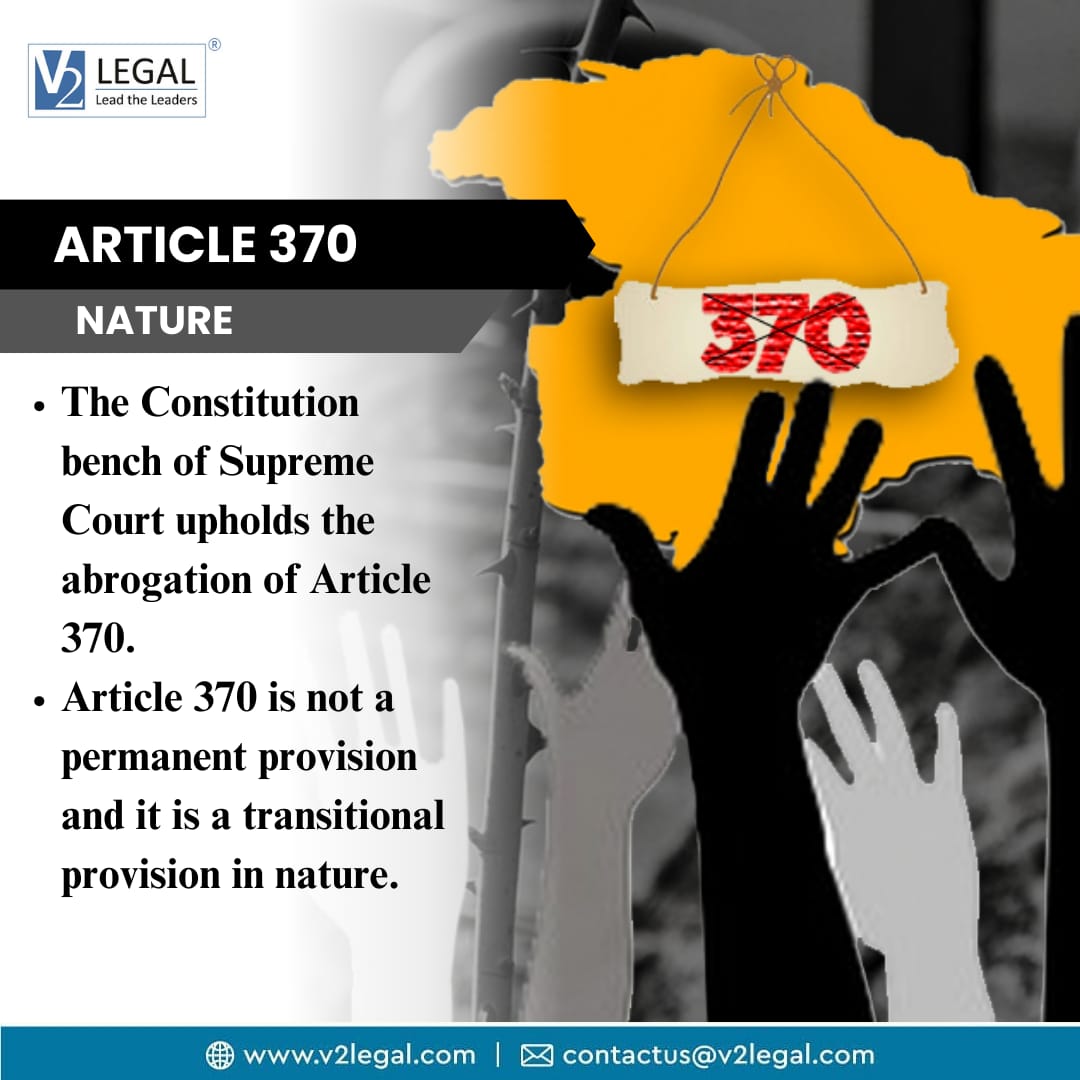 V2 LEGAL ®
Lead the Leaders
ARTICLE 370
NATURE
370
• The Constitution
bench of Supreme
Court upholds the
abrogation of Article
370.
• Article 370 is not a
permanent provision
and it is a transitional
provision in nature.
www.v2legal.com | contactus@v2legal.com